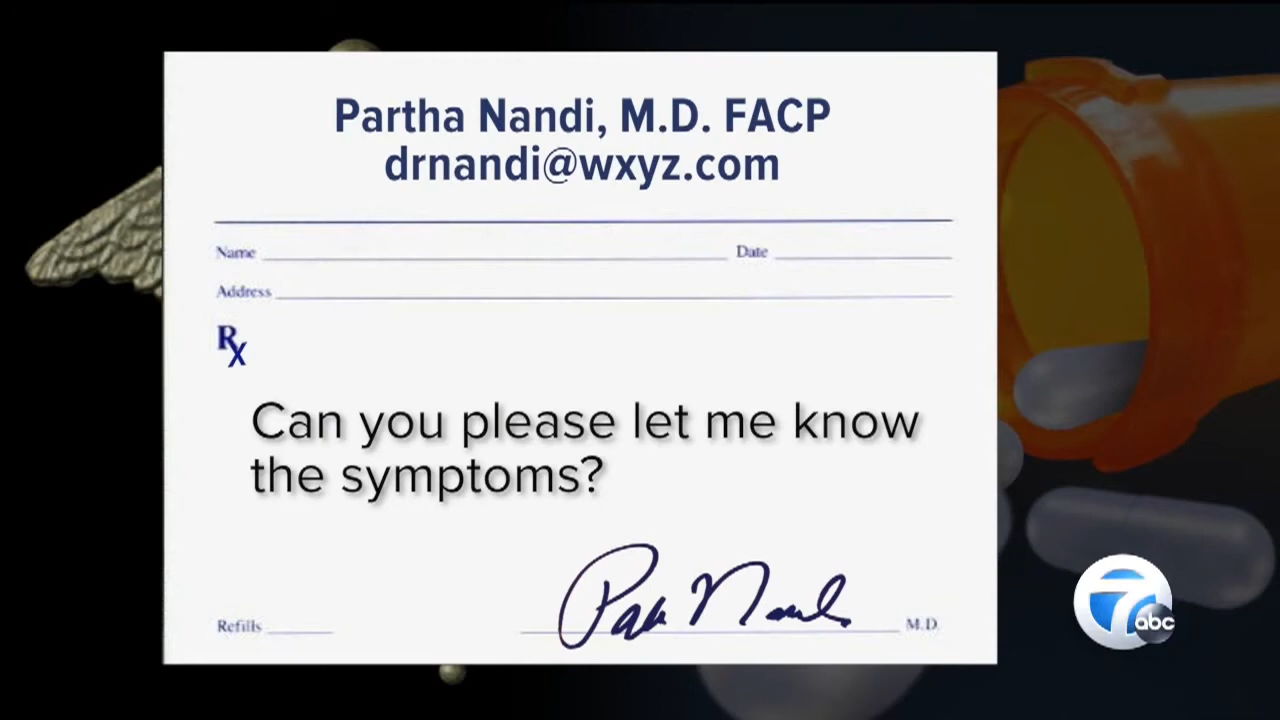 Partha Nandi, M.D. FACP
drnandi@wxyz.com
Name Date
Address
Rx
Can you please let me know
the symptoms?
Refills M.D.
7 abc